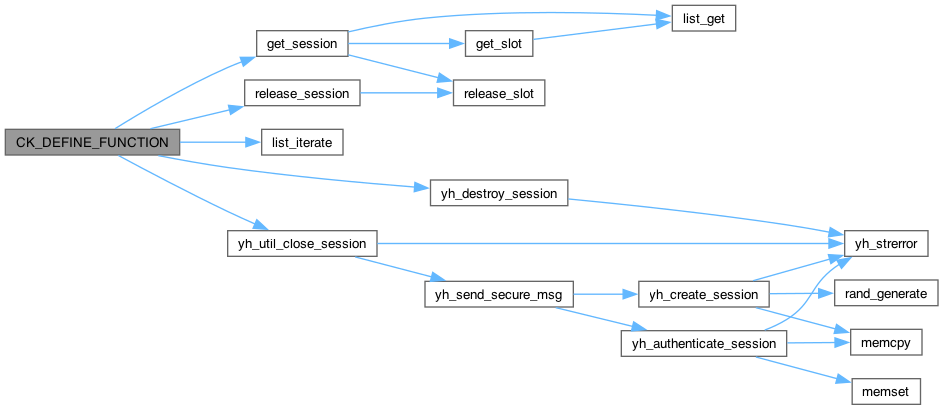 list_get
get_session
get_slot
release_session
release_slot
CK_DEFINE_FUNCTION
list_iterate
yh_destroy_session
yh_util_close_session
yh_strerror
yh_send_secure_msg
yh_create_session
rand_generate
yh_authenticate_session
memcpy
memset